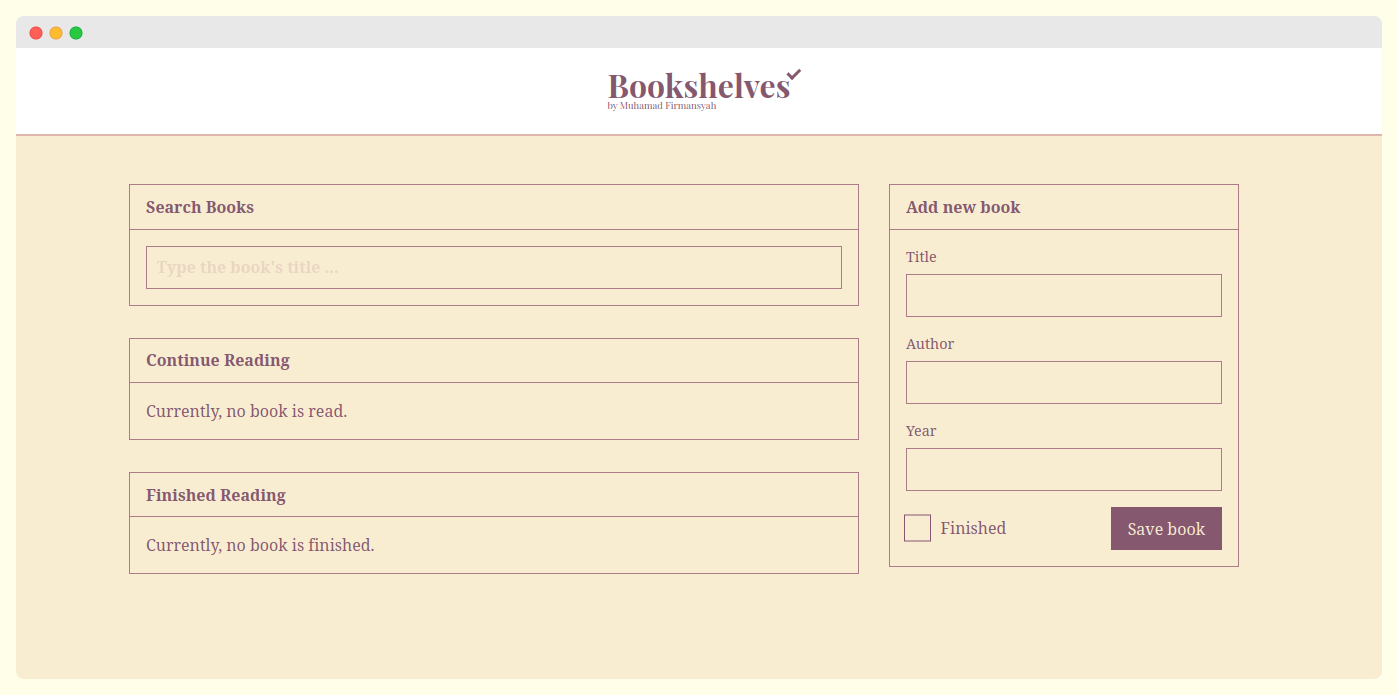 Bookshelves
by Muhamad Firmansyah
Search Books
Type the book's title ...
Continue Reading
Currently, no book is read.
Finished Reading
Currently, no book is finished.
Add new book
Title
Author
Year
Finished
Save book